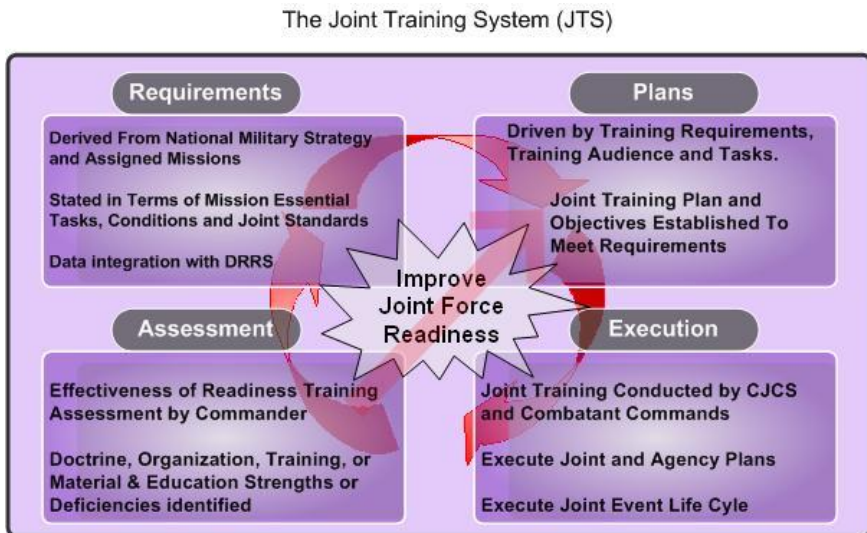 The Joint Training System (JTS)
Requirements
Derived From National Military Strategy
and Assigned Missions
Stated in Terms of Mission Essential
Tasks, Conditions and Joint Standards
Data integration with DRRS
Plans
Driven by Training Requirements,
Training Audience and Tasks.
Joint Training Plan and
Objectives Established To
Meet Requirements
Improve
Joint Force
Readiness
Assessment
Effectiveness of Readiness Training
Assessment by Commander
Doctrine, Organization, Training, or
Material & Education Strengths or
Deficiencies identified
Execution
Joint Training Conducted by CJCS
and Combatant Commands
Execute Joint and Agency Plans
Execute Joint Event Life Cyle